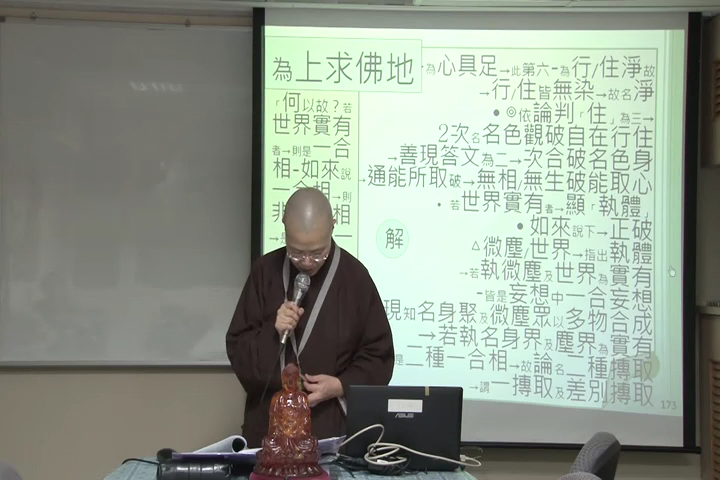 為上求佛地
「何以故？若
世界實有
者→則是一合
相-如來說
一合相→則
非
相
一
·為心具足→此第六-為行/住淨故
→行/住皆無染→故名淨
•◎依論判「住」為三→
2次名名色觀破自在行住
→善現答文為二→次合破名色身
→通能所取破→無相/無生破能取心
•若世界實有者→顯「執體」
•如來說下→正破
解
△微塵/世界→指出執體
→若執微塵及世界為實有
-皆是妄想中一合妄想
現知名身聚及微塵眾以多物合成
→若執名身界及塵界為實有
是二種一合相→故論名二種摶取
→謂一摶取及差別摶取
173
ASUS